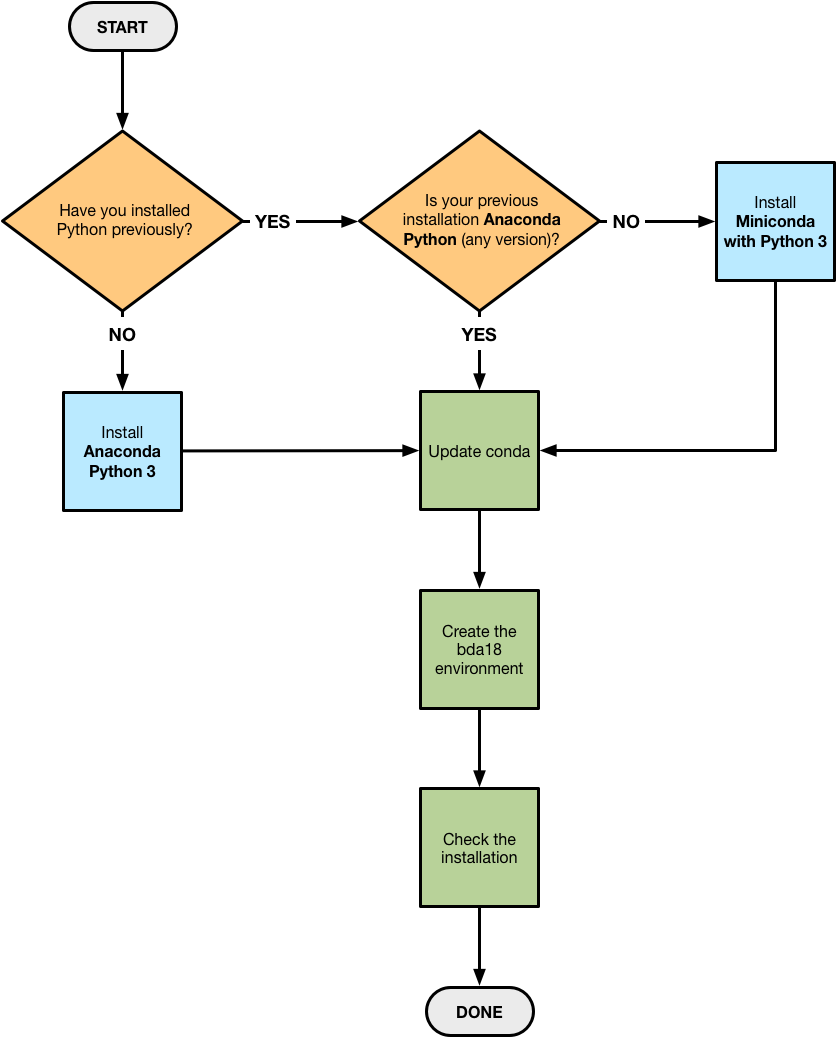 START
Have you installed
Python previously?
YES
Is your previous
installation Anaconda
Python (any version)?
NO
Install
Miniconda
with Python 3
NO
YES
Install
Anaconda
Python 3
Update conda
Create the
bda18
environment
Check the
installation
DONE